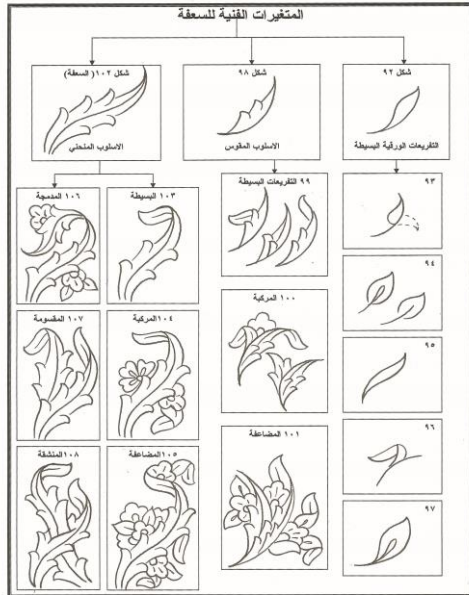 المتغيرات الفنية للسعفة
شكل ٩٢
التفريعات الورقية البسيطة
٩٣
٩٤
٩٥
٩٦
٩٧
شكل ٩٨
الاسلوب المقوس
٩٩ التفريعات البسيطة
١٠٠ المركبة
١٠١ المضاعفة
شكل ١٠٢ (السعفة)
الاسلوب المنحني
١٠٣ البسيطة
١٠٤ المركبة
١٠٥ المضاعفة
١٠٦ المدمجة
١٠٧ المقسومة
١٠٨ المنشقة